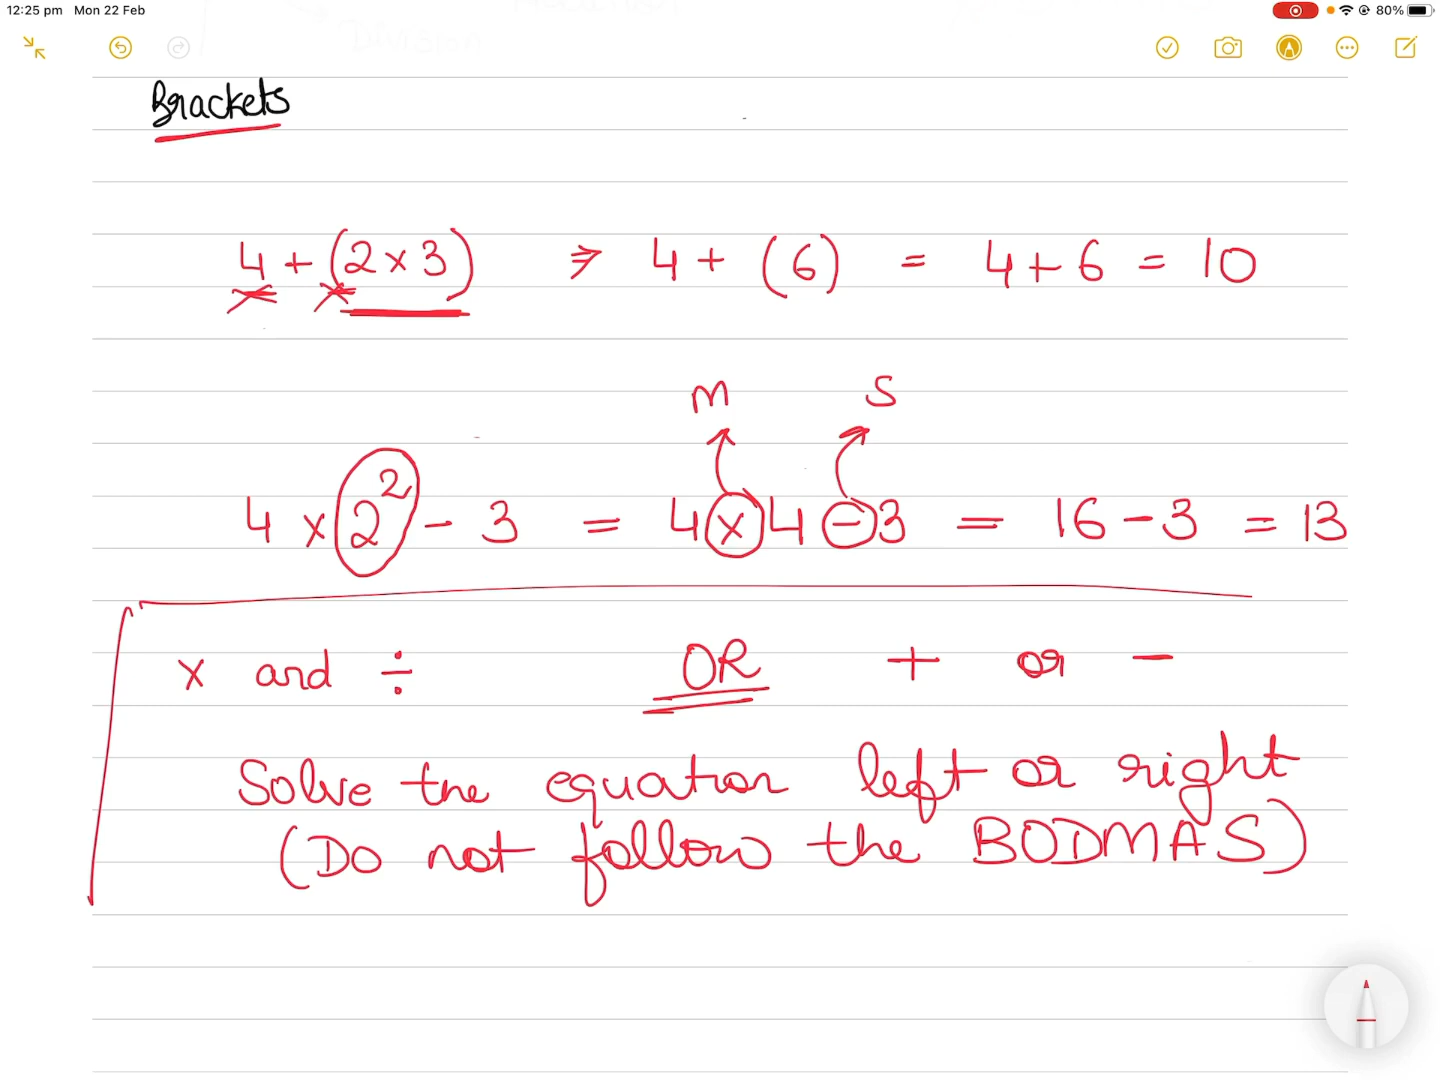 12:25 pm Mon 22 Feb 80%
Division
Brackets
4 + (2 × 3) ⇒ 4 + (6) = 4 + 6 = 10
M S
4 × 2² - 3 = 4 × 4 - 3 = 16 - 3 = 13
× and ÷ OR + or -
Solve the equation left or right
(Do not follow the BODMAS)